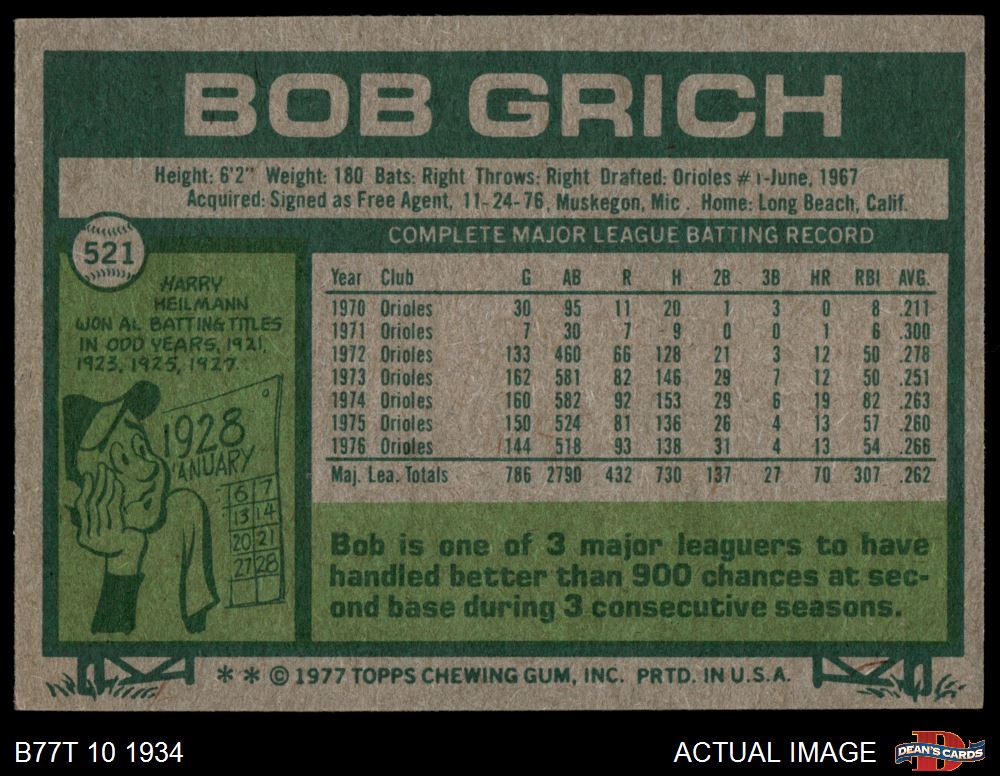 BOB GRICH
Height: 6'2" Weight: 180 Bats: Right Throws: Right Drafted: Orioles #1-June, 1967
Acquired: Signed as Free Agent, 11-24-76, Muskegon, Mic. Home: Long Beach, Calif.
521
COMPLETE MAJOR LEAGUE BATTING RECORD
HARRY
HEILMANN
WON AL BATTING TITLES
IN ODD YEARS, 1921,
1923, 1925, 1927...
1928
JANUARY
6 7
13 14
20 21
27 28
Year Club G AB R H 2B 3B HR RBI AVG.
1970 Orioles 30 95 11 20 1 3 0 8 .211
1971 Orioles 7 30 7 9 0 0 1 6 .300
1972 Orioles 133 460 66 128 21 3 12 50 .278
1973 Orioles 162 581 82 146 29 7 12 50 .251
1974 Orioles 160 582 92 153 29 6 19 82 .263
1975 Orioles 150 524 81 136 26 4 13 57 .260
1976 Orioles 144 518 93 138 31 4 13 54 .266
Maj. Lea. Totals 786 2790 432 730 137 27 70 307 .262
Bob is one of 3 major leaguers to have
handled better than 900 chances at sec-
ond base during 3 consecutive seasons.
** © 1977 TOPPS CHEWING GUM, INC. PRTD. IN U.S.A.
B77T 10 1934
ACTUAL IMAGE
D
DEAN'S CARDS